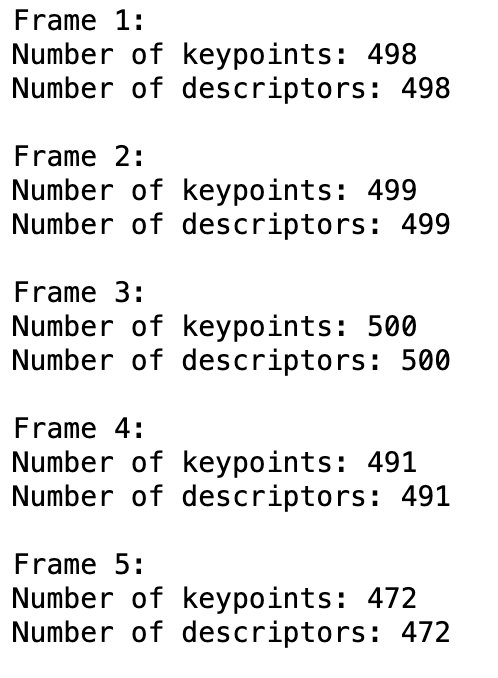 Frame 1:
Number of keypoints: 498
Number of descriptors: 498
Frame 2:
Number of keypoints: 499
Number of descriptors: 499
Frame 3:
Number of keypoints: 500
Number of descriptors: 500
Frame 4:
Number of keypoints: 491
Number of descriptors: 491
Frame 5:
Number of keypoints: 472
Number of descriptors: 472